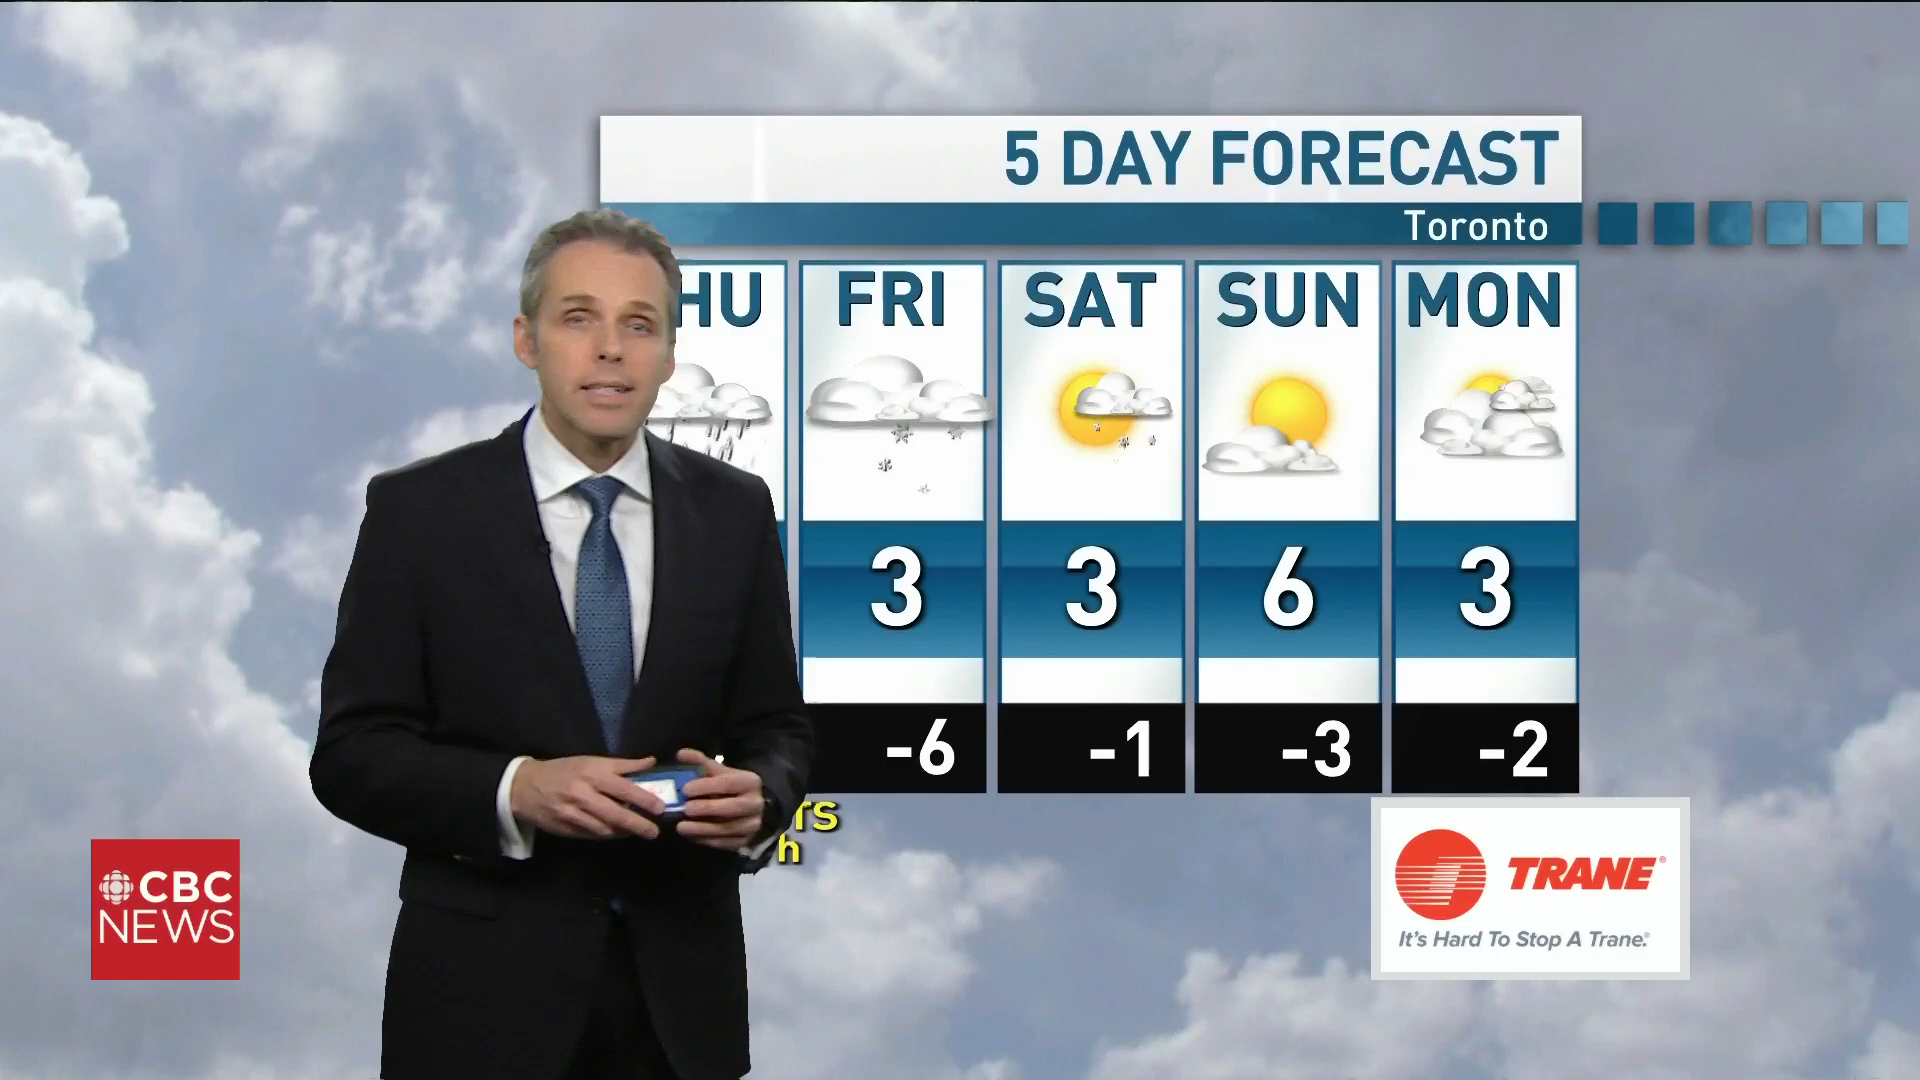 5 DAY FORECAST
Toronto
HU FRI SAT SUN MON
3 3 6 3
-6 -1 -3 -2
TS
h
CBC
NEWS
TRANE®
It's Hard To Stop A Trane.®